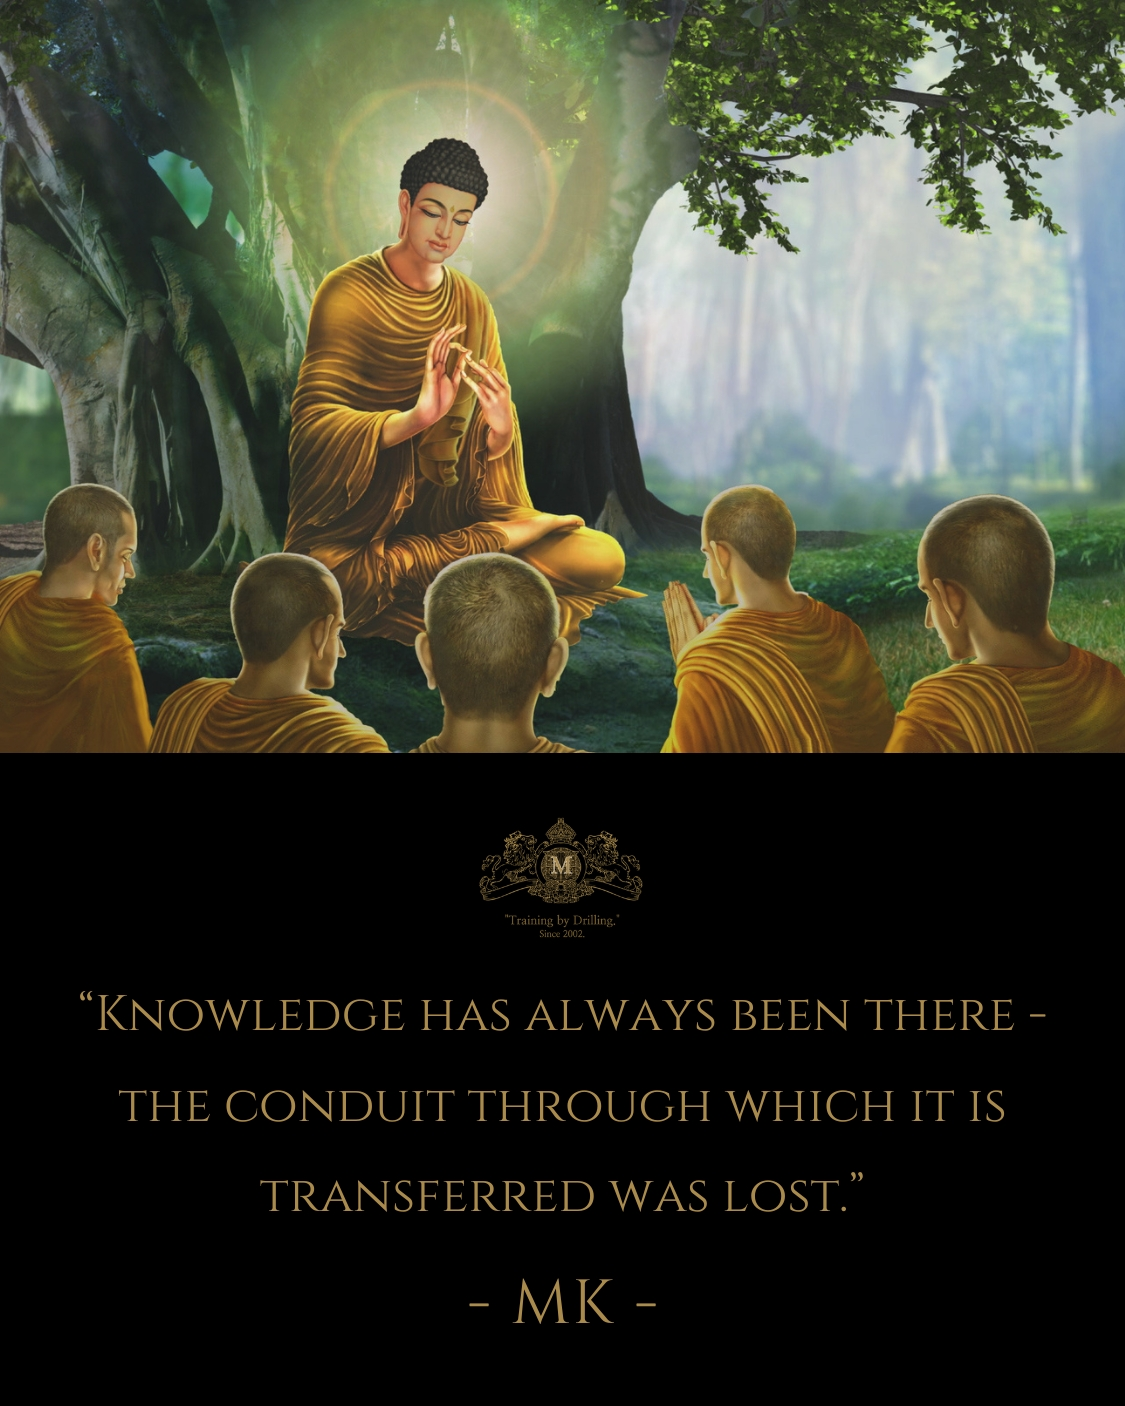 M
"Training by Drilling."
Since 2002.
“Knowledge has always been there -
the conduit through which it is
transferred was lost.”
- MK -